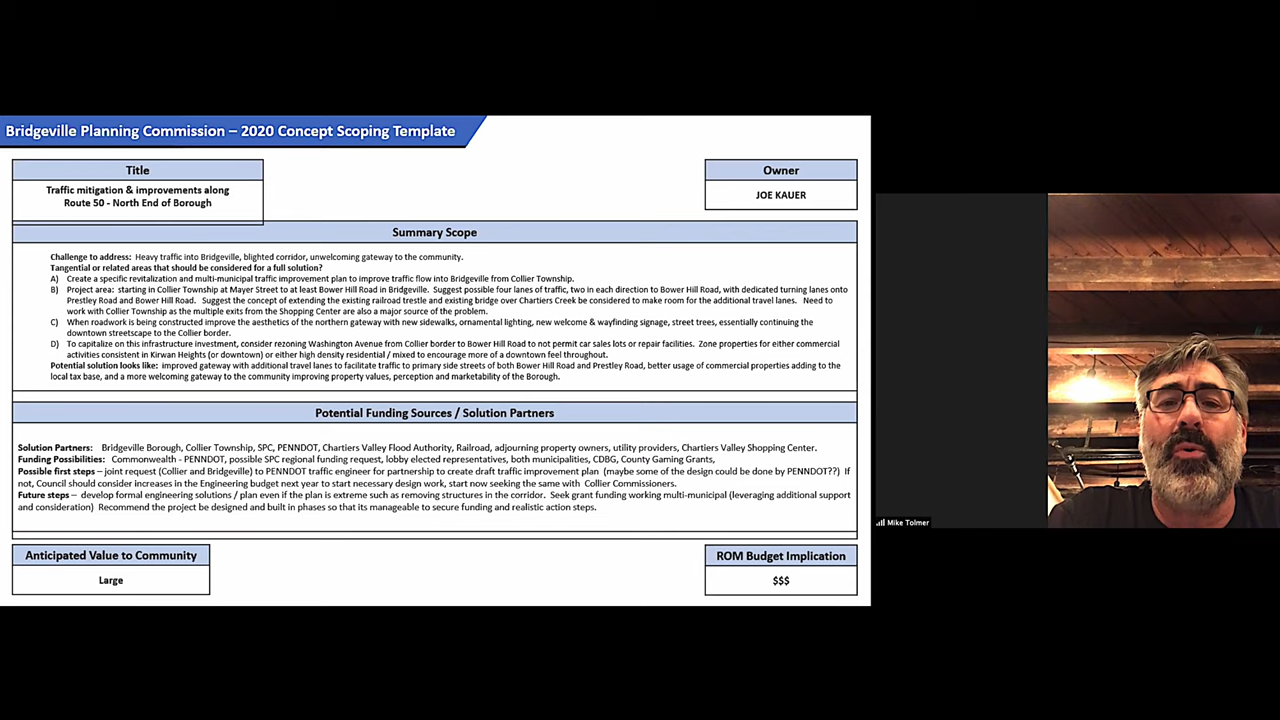 Bridgeville Planning Commission – 2020 Concept Scoping Template
Title
Traffic mitigation & improvements along
Route 50 - North End of Borough
Owner
JOE KAUER
Summary Scope
Challenge to address: Heavy traffic into Bridgeville, blighted corridor, unwelcoming gateway to the community.
Tangential or related areas that should be considered for a full solution?
A) Create a specific revitalization and multi-municipal traffic improvement plan to improve traffic flow into Bridgeville from Collier Township.
B) Project area: starting in Collier Township at Mayer Street to at least Bower Hill Road in Bridgeville. Suggest possible four lanes of traffic, two in each direction to Bower Hill Road, with dedicated turning lanes onto
Prestley Road and Bower Hill Road. Suggest the concept of extending the existing railroad trestle and existing bridge over Chartiers Creek be considered to make room for the additional travel lanes. Need to
work with Collier Township as the multiple exits from the Shopping Center are also a major source of the problem.
C) When roadwork is being constructed improve the aesthetics of the northern gateway with new sidewalks, ornamental lighting, new welcome & wayfinding signage, street trees, essentially continuing the
downtown streetscape to the Collier border.
D) To capitalize on this infrastructure investment, consider rezoning Washington Avenue from Collier border to Bower Hill Road to not permit car sales lots or repair facilities. Zone properties for either commercial
activities consistent in Kirwan Heights (or downtown) or either high density residential / mixed to encourage more of a downtown feel throughout.
Potential solution looks like: improved gateway with additional travel lanes to facilitate traffic to primary side streets of both Bower Hill Road and Prestley Road, better usage of commercial properties adding to the
local tax base, and a more welcoming gateway to the community improving property values, perception and marketability of the Borough.
Potential Funding Sources / Solution Partners
Solution Partners: Bridgeville Borough, Collier Township, SPC, PENNDOT, Chartiers Valley Flood Authority, Railroad, adjourning property owners, utility providers, Chartiers Valley Shopping Center.
Funding Possibilities: Commonwealth - PENNDOT, possible SPC regional funding request, lobby elected representatives, both municipalities, CDBG, County Gaming Grants,
Possible first steps – joint request (Collier and Bridgeville) to PENNDOT traffic engineer for partnership to create draft traffic improvement plan (maybe some of the design could be done by PENNDOT??) If
not, Council should consider increases in the Engineering budget next year to start necessary design work, start now seeking the same with Collier Commissioners.
Future steps – develop formal engineering solutions / plan even if the plan is extreme such as removing structures in the corridor. Seek grant funding working multi-municipal (leveraging additional support
and consideration) Recommend the project be designed and built in phases so that its manageable to secure funding and realistic action steps.
Anticipated Value to Community
Large
ROM Budget Implication
$$$
Mike Tolmer